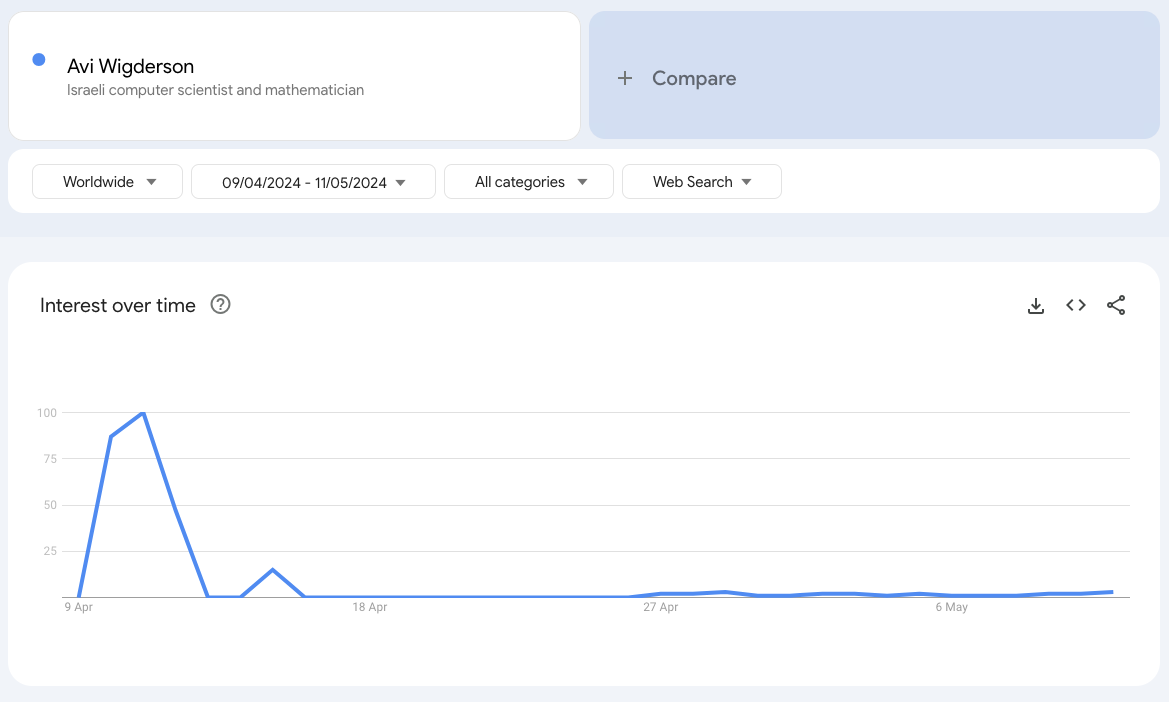 Avi Wigderson
Israeli computer scientist and mathematician
+ Compare
Worldwide
09/04/2024 - 11/05/2024
All categories
Web Search
Interest over time
?
100
75
50
25
9 Apr
18 Apr
27 Apr
6 May